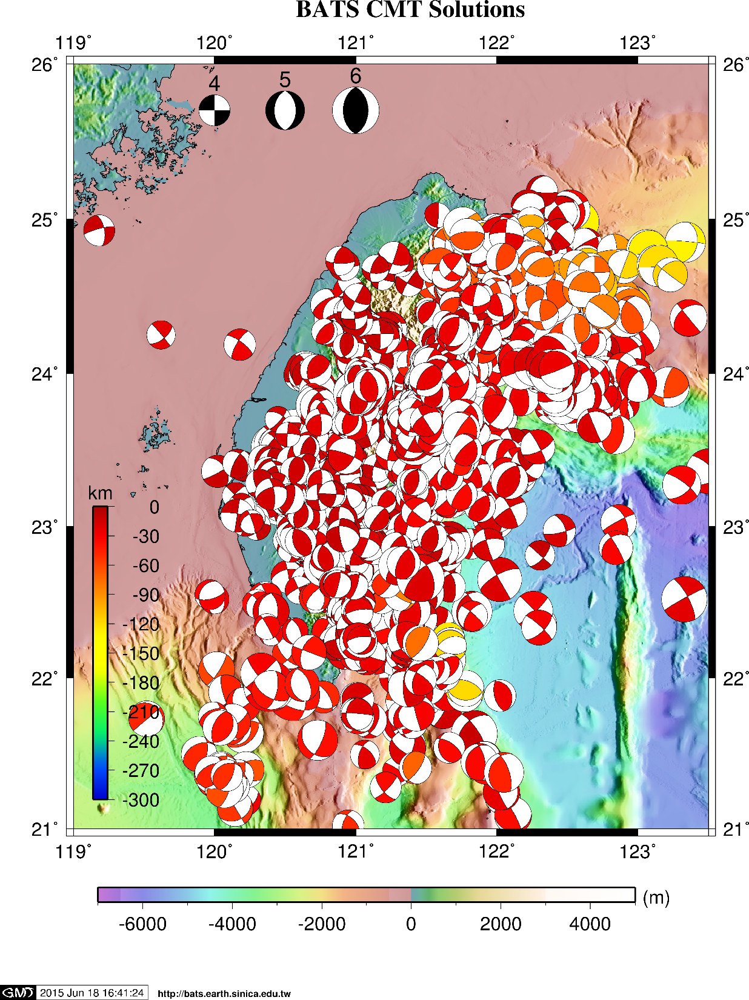 BATS CMT Solutions
119° 120° 121° 122° 123°
26° 26°
4 5 6
25° 25°
24° 24°
km
0
-30
23° 23°
-60
-90
-120
-150
22° 22°
-180
-210
-240
-270
-300
21° 21°
119° 120° 121° 122° 123°
(m)
-6000 -4000 -2000 0 2000 4000
GMT 2015 Jun 18 16:41:24 http://bats.earth.sinica.edu.tw